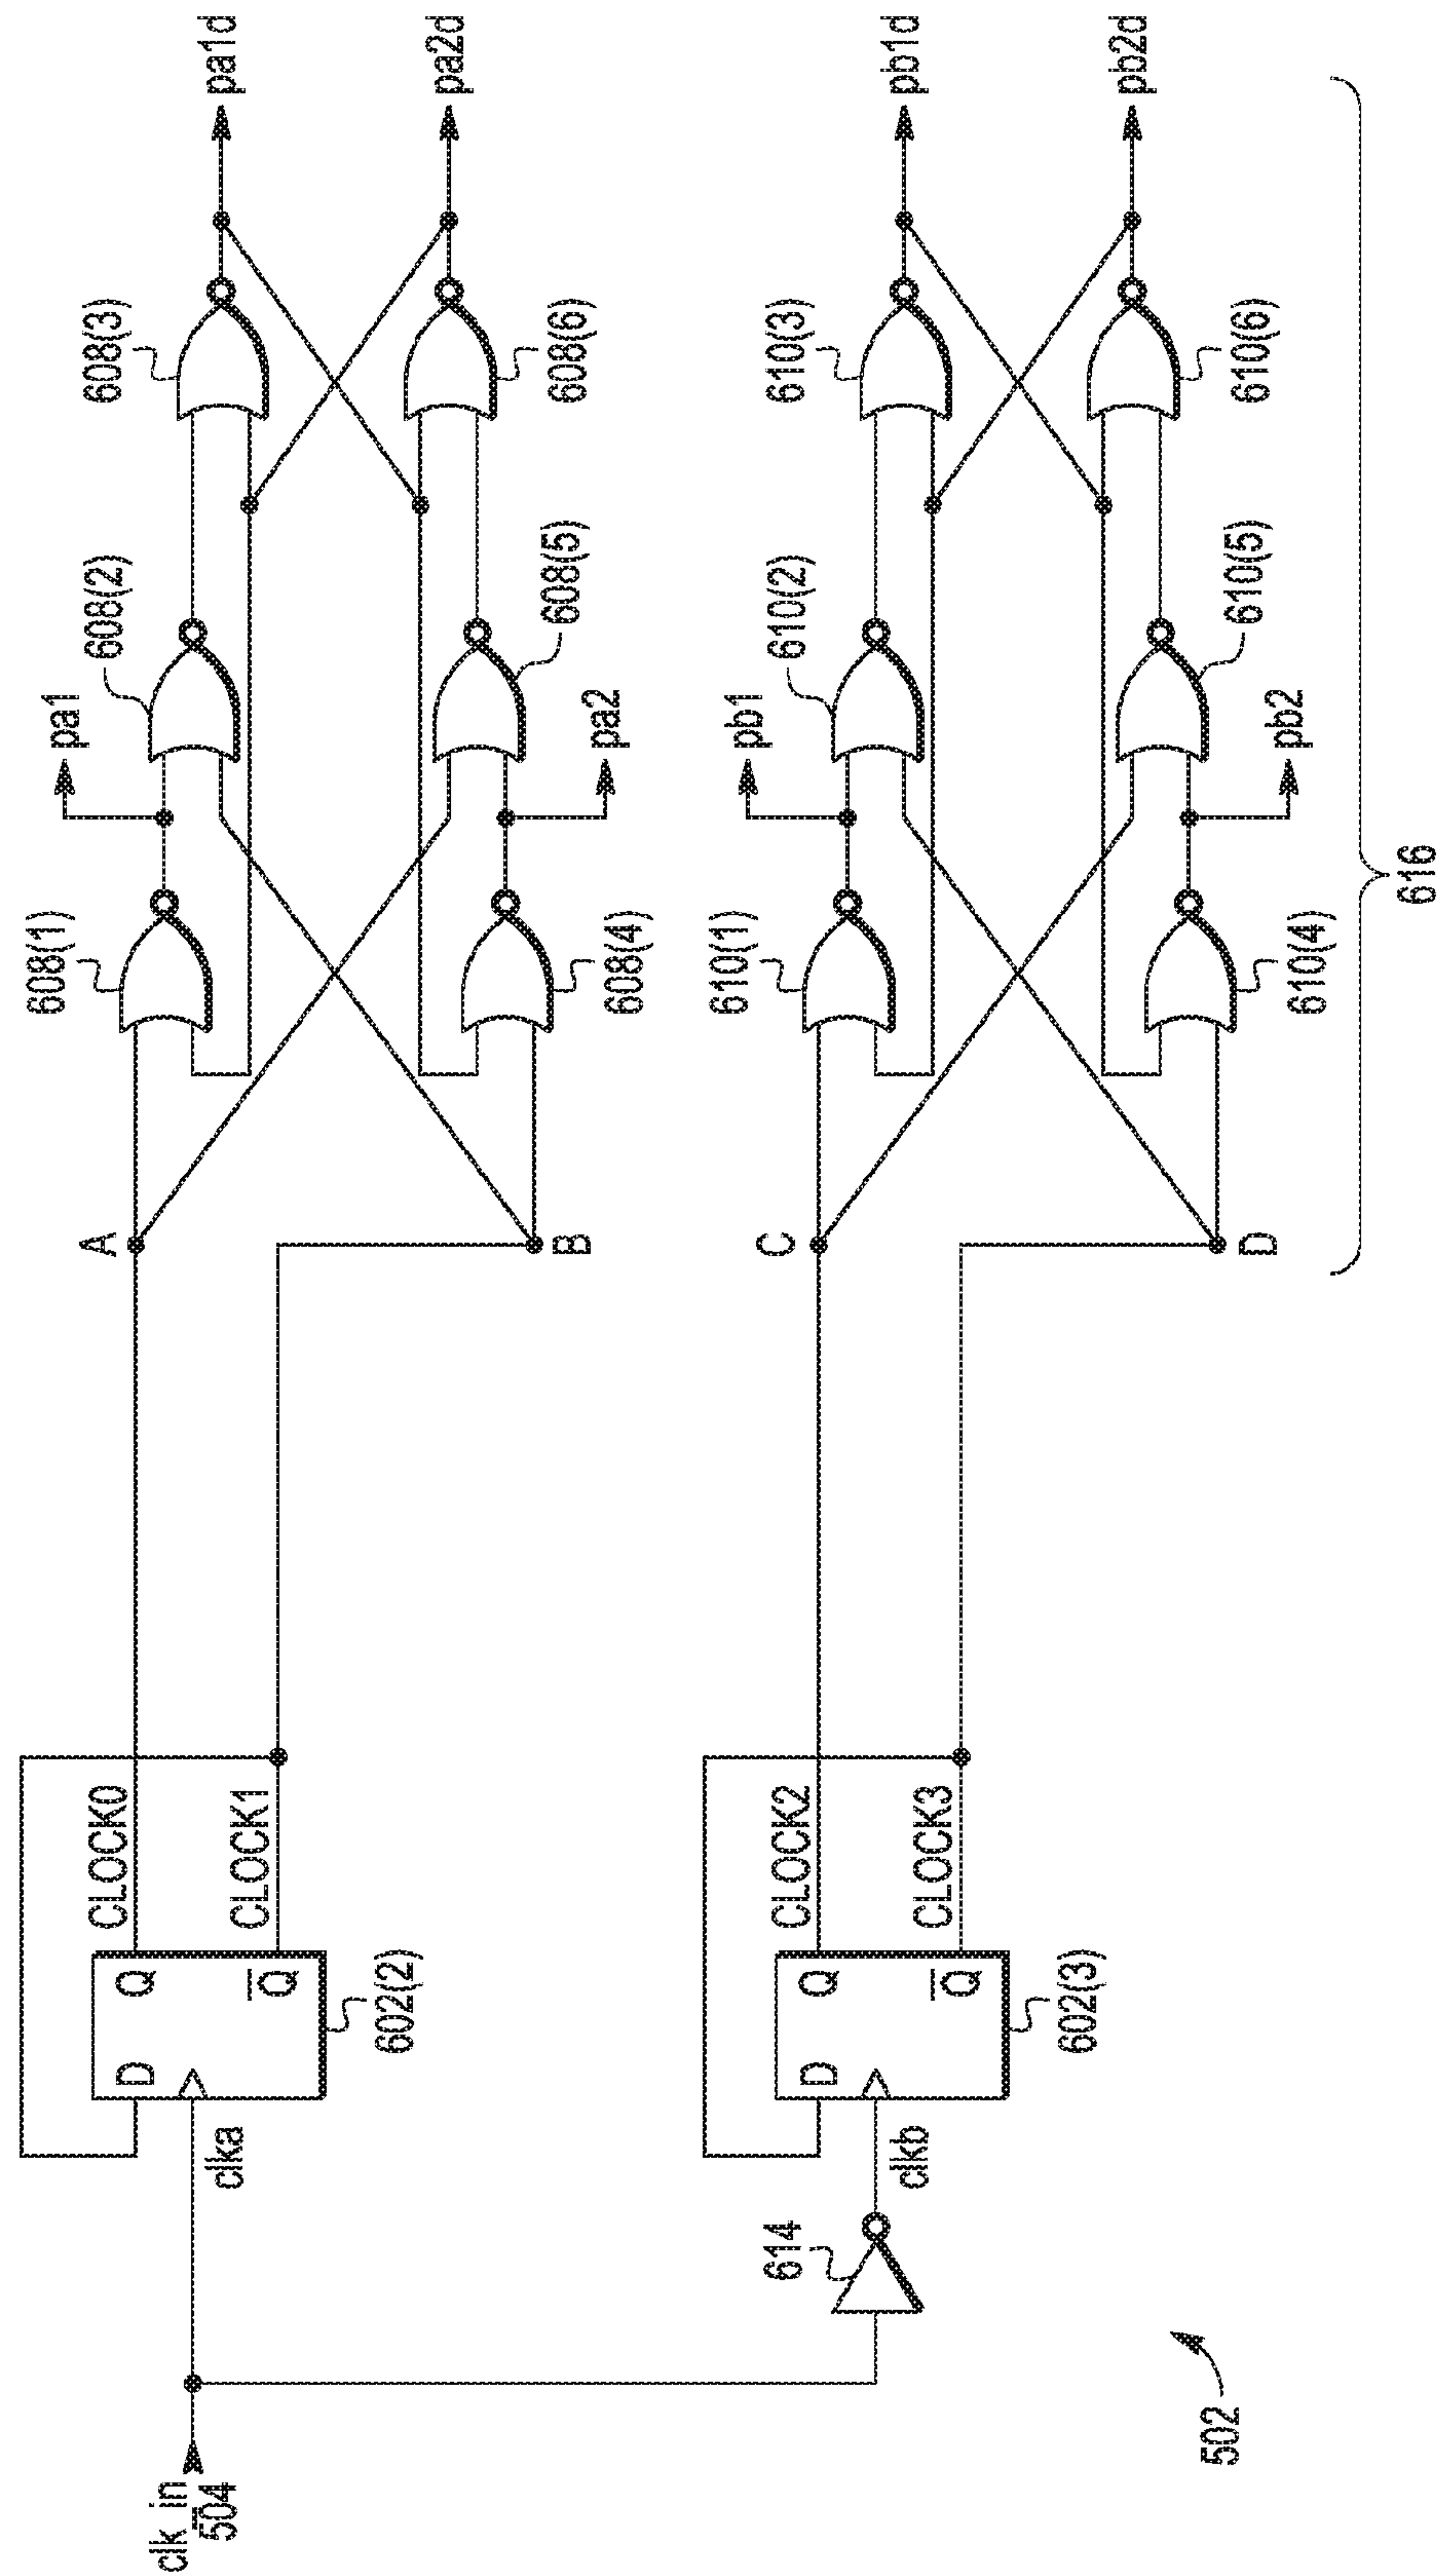 clk_in
504
clka
D
Q
Q
602(2)
CLOCK0
CLOCK1
A
B
608(1)
pa1
608(2)
608(3)
pa1d
608(4)
pa2
608(5)
608(6)
pa2d
614
clkb
D
Q
Q
602(3)
CLOCK2
CLOCK3
C
D
610(1)
pb1
610(2)
610(3)
pb1d
610(4)
pb2
610(5)
610(6)
pb2d
616
502